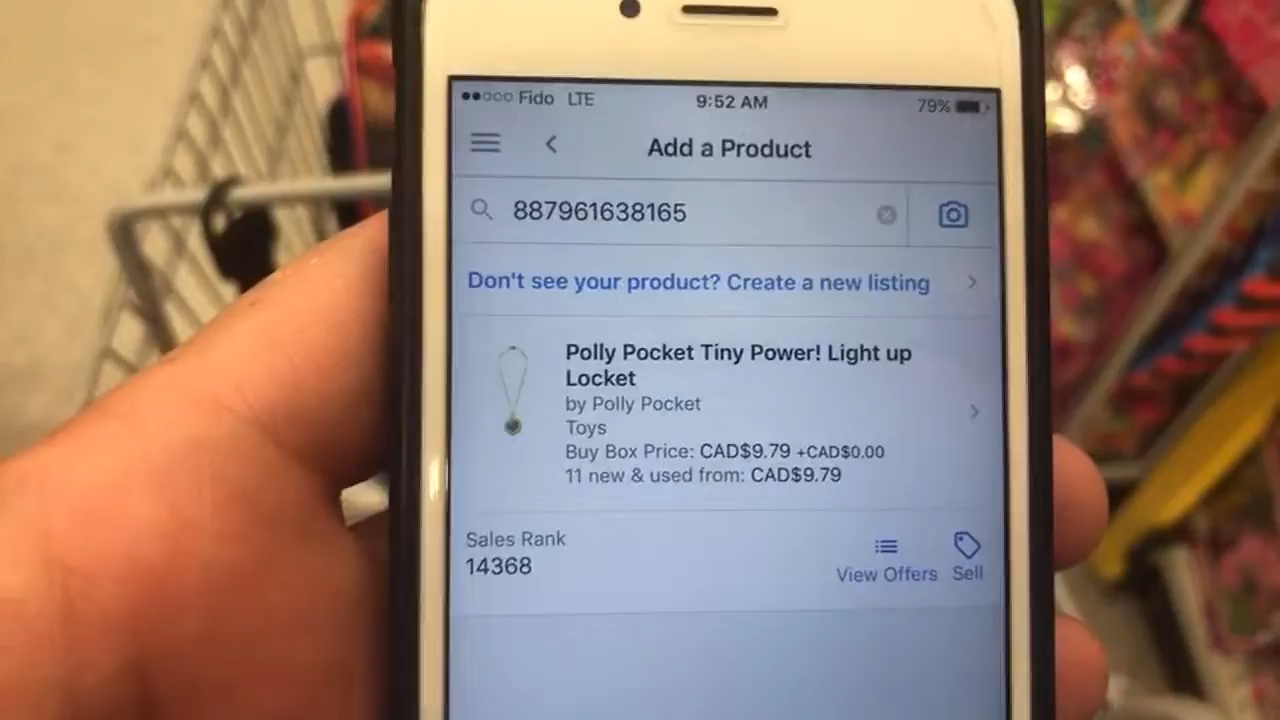 Fido LTE 9:52 AM 79%
Add a Product
887961638165
Don't see your product? Create a new listing
Polly Pocket Tiny Power! Light up
Locket
by Polly Pocket
Toys
Buy Box Price: CAD$9.79 +CAD$0.00
11 new & used from: CAD$9.79
Sales Rank
14368
View Offers Sell